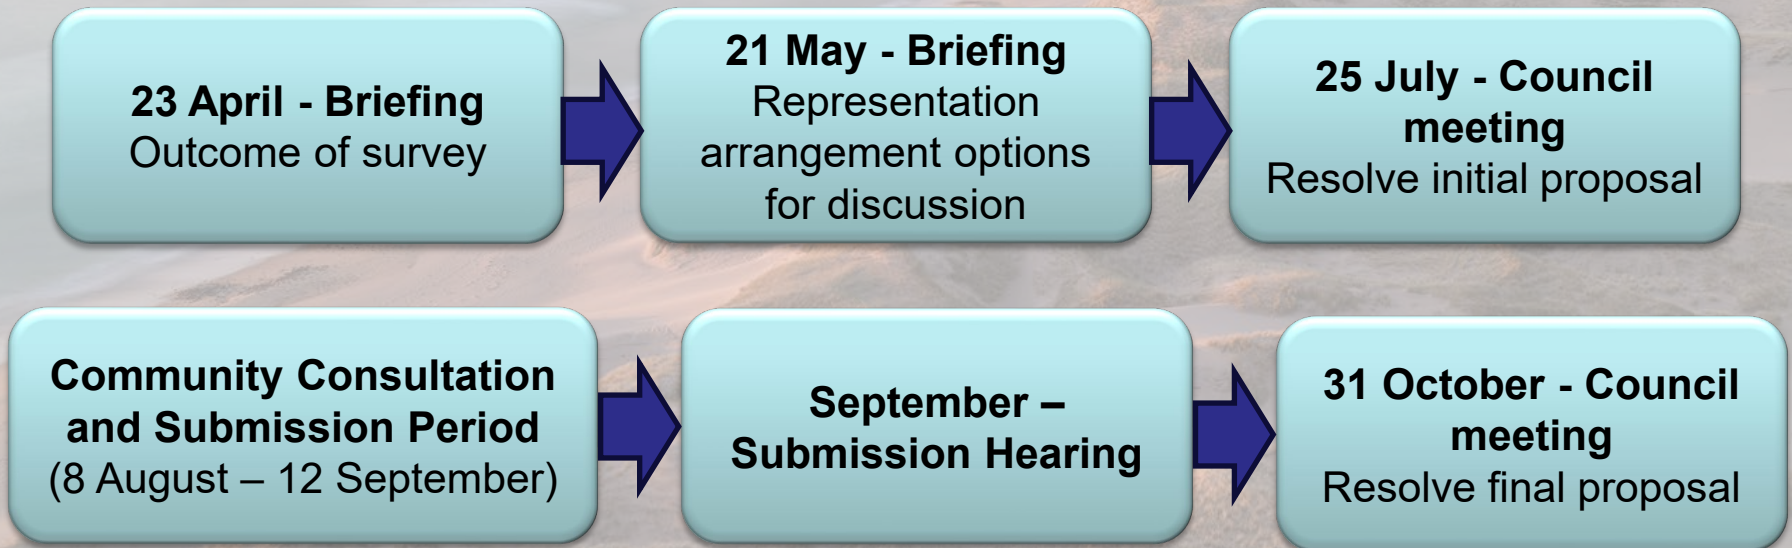 23 April - Briefing
Outcome of survey
21 May - Briefing
Representation
arrangement options
for discussion
25 July - Council
meeting
Resolve initial proposal
Community Consultation
and Submission Period
(8 August – 12 September)
September –
Submission Hearing
31 October - Council
meeting
Resolve final proposal